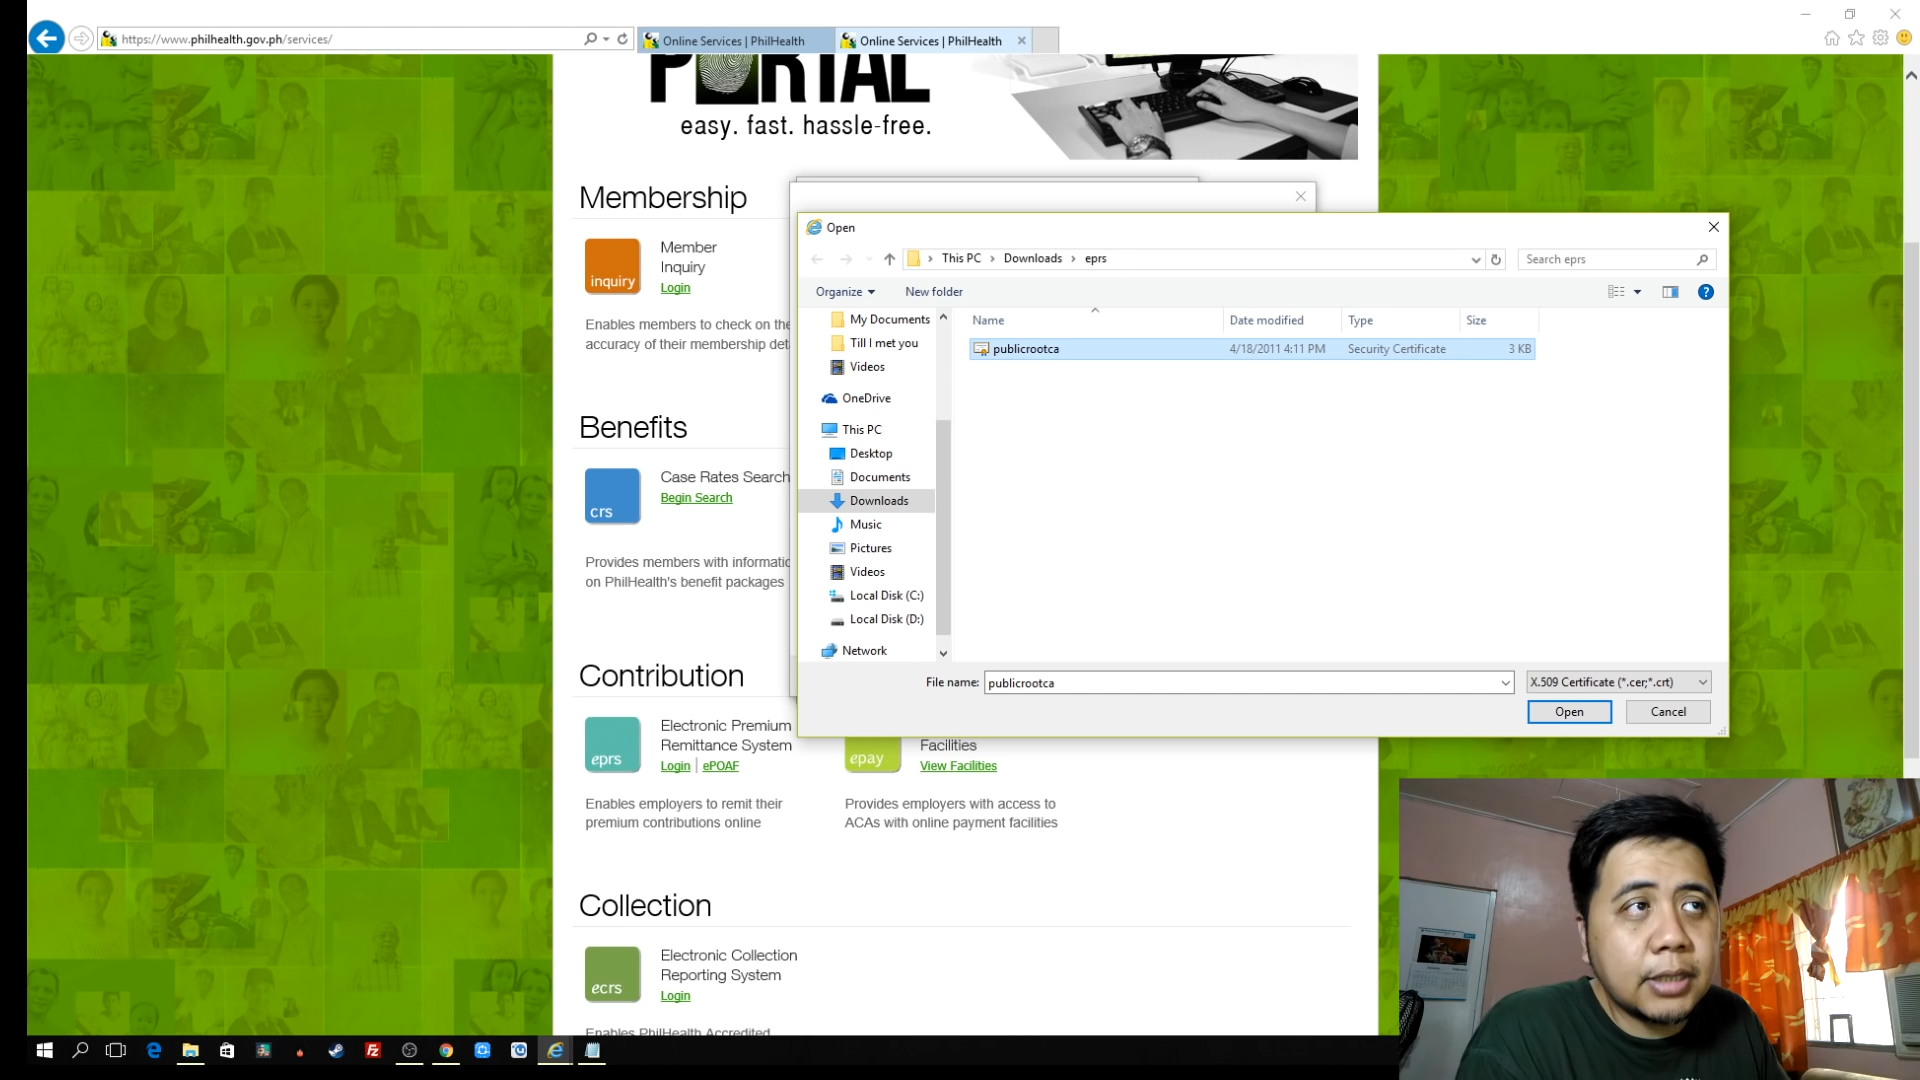 https://www.philhealth.gov.ph/services/
Online Services | PhilHealth
Online Services | PhilHealth
PORTAL
easy. fast. hassle-free.
Membership
inquiry
Member
Inquiry
Login
Enables members to check on the
accuracy of their membership det
Benefits
crs
Case Rates Search
Begin Search
Provides members with informatio
on PhilHealth's benefit packages
Contribution
eprs
Electronic Premium
Remittance System
Login | ePOAF
Enables employers to remit their
premium contributions online
epay
Facilities
View Facilities
Provides employers with access to
ACAs with online payment facilities
Collection
ecrs
Electronic Collection
Reporting System
Login
Enables PhilHealth Accredited
Open
This PC
Downloads
eprs
Search eprs
Organize
New folder
My Documents
Till I met you
Videos
OneDrive
This PC
Desktop
Documents
Downloads
Music
Pictures
Videos
Local Disk (C:)
Local Disk (D:)
Network
Name
Date modified
Type
Size
publicrootca
4/18/2011 4:11 PM
Security Certificate
3 KB
File name:
publicrootca
X.509 Certificate (*.cer;*.crt)
Open
Cancel